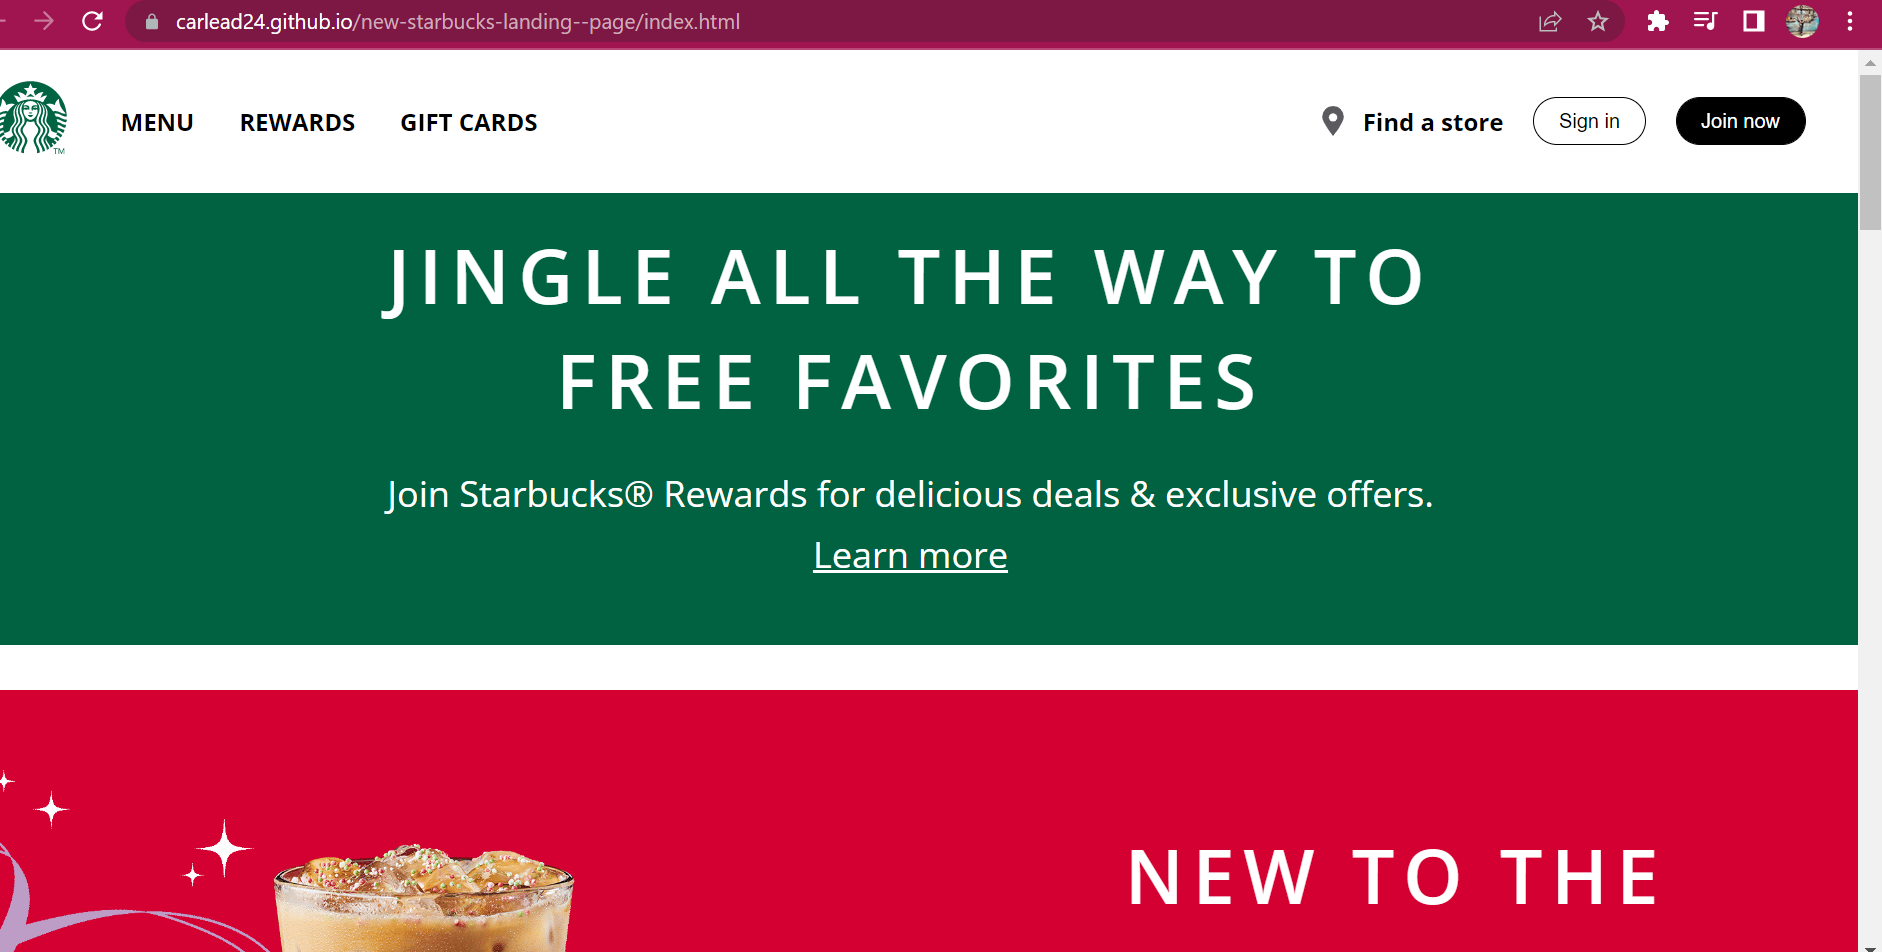 carlead24.github.io/new-starbucks-landing--page/index.html
TM
MENU REWARDS GIFT CARDS Find a store Sign in Join now
JINGLE ALL THE WAY TO
FREE FAVORITES
Join Starbucks® Rewards for delicious deals & exclusive offers.
Learn more
NEW TO THE